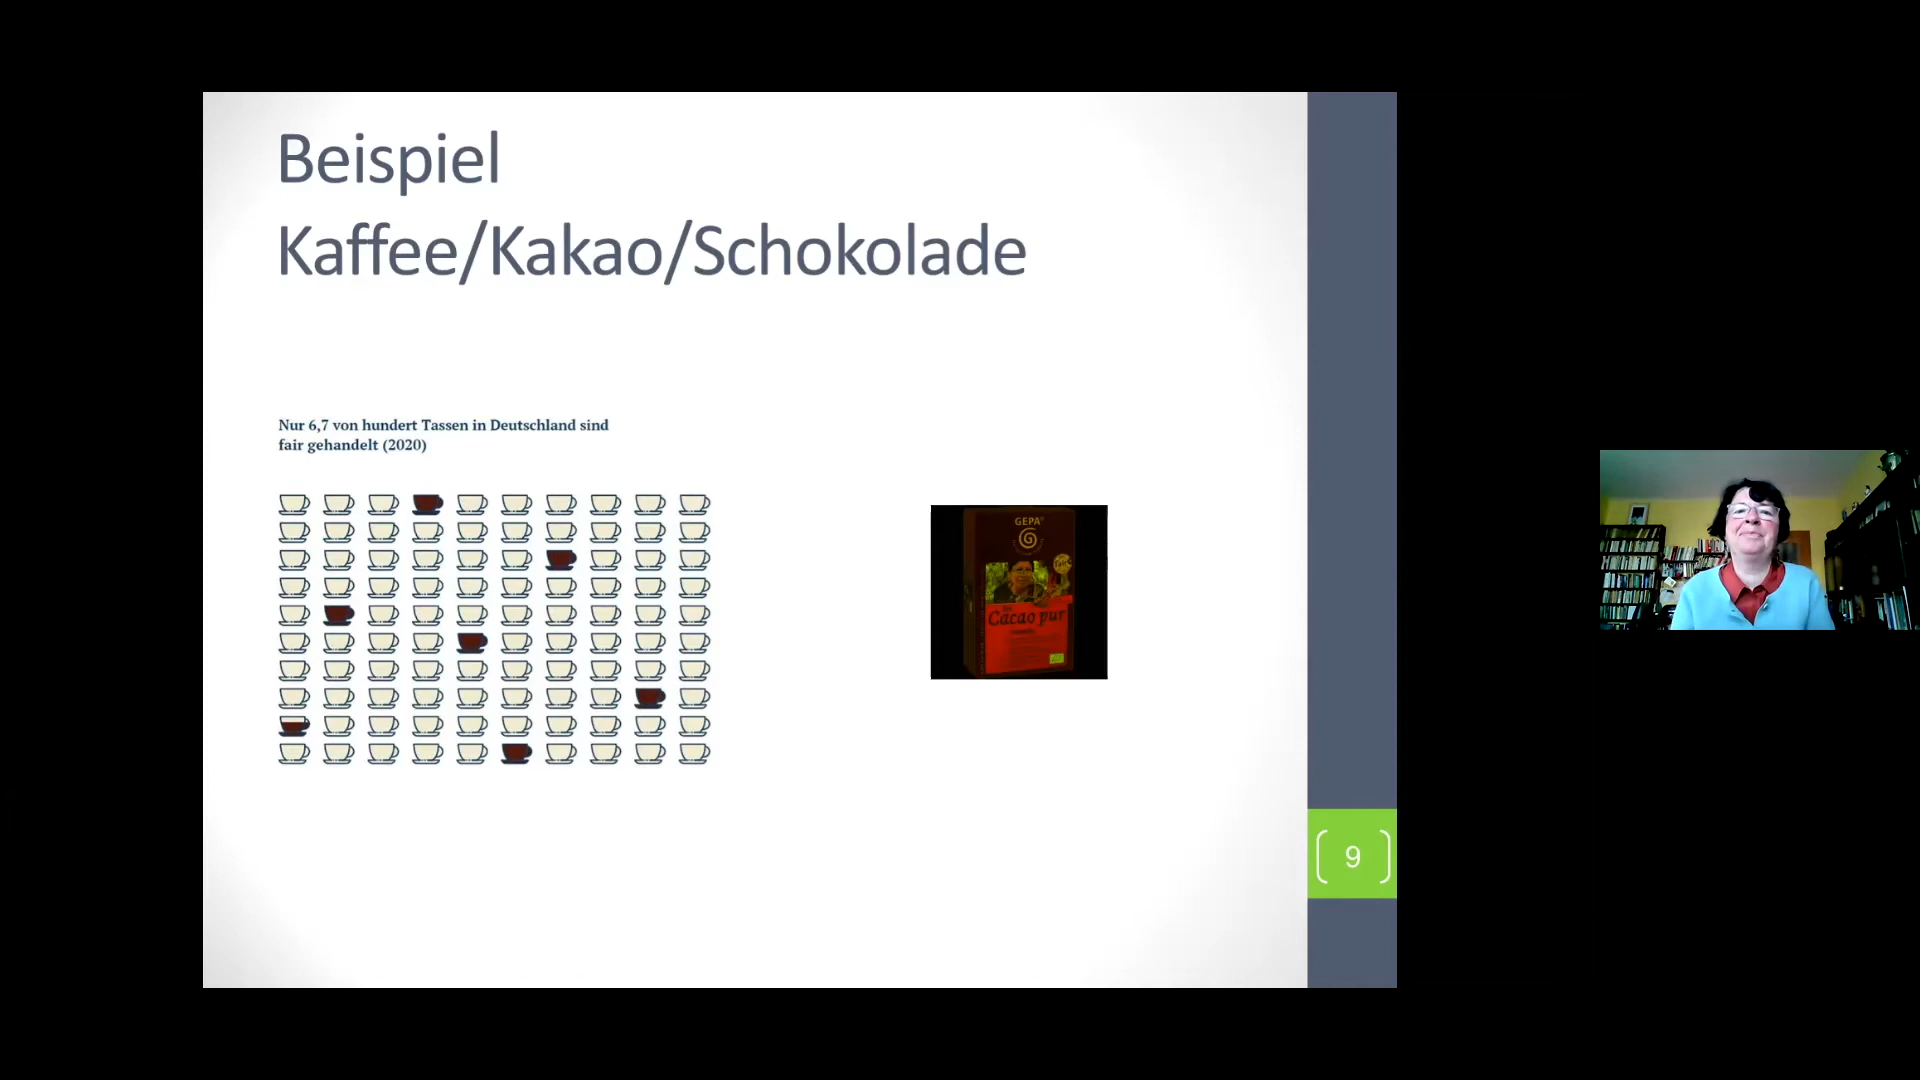 Beispiel
Kaffee/Kakao/Schokolade
Nur 6,7 von hundert Tassen in Deutschland sind
fair gehandelt (2020)
GEPA
Cacao pur
9